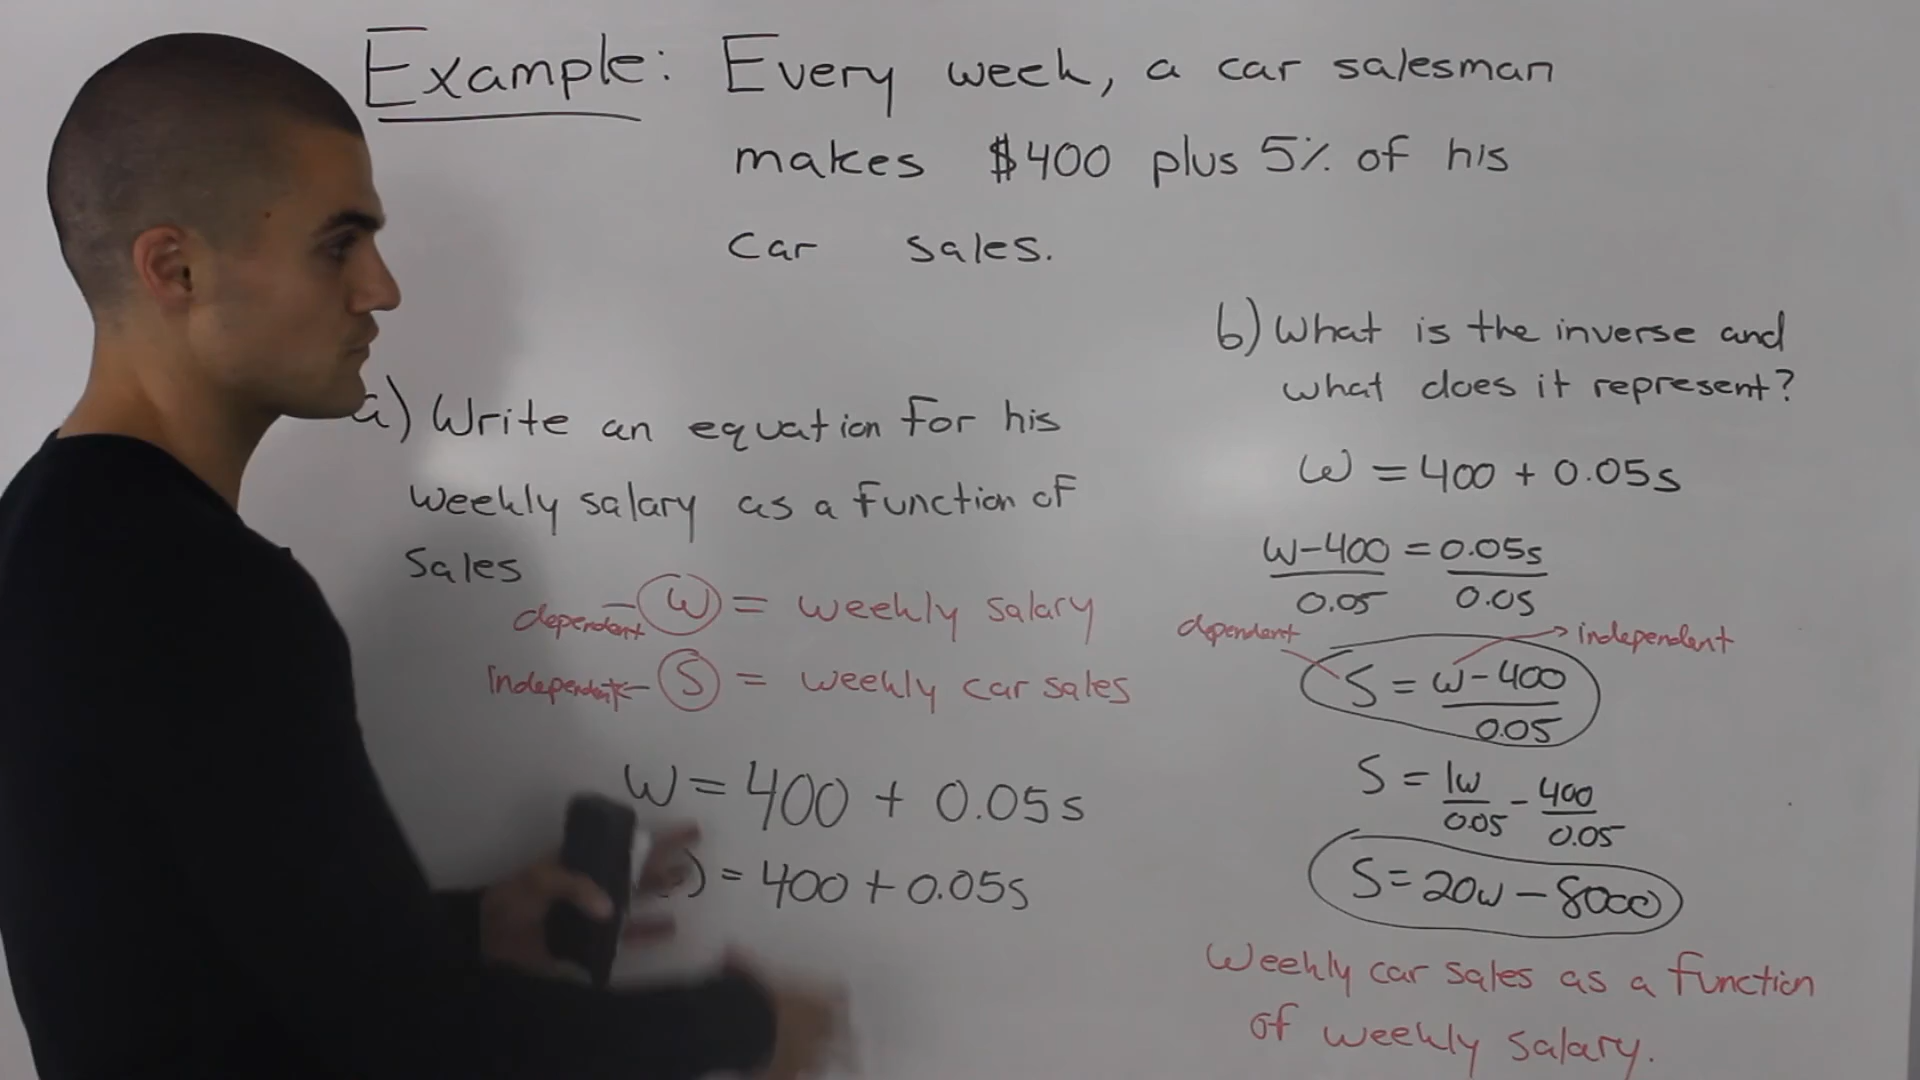 Example: Every week, a car salesman
makes $400 plus 5% of his
car sales.
a) Write an equation for his
weekly salary as a function of
sales
dependent - W = weekly salary
Independent - S = weekly car sales
W = 400 + 0.05s
) = 400 + 0.05s
b) What is the inverse and
what does it represent?
W = 400 + 0.05s
W-400 = 0.05s
0.05 0.05
dependent → independent
S = W-400
0.05
S = 1W - 400
0.05 0.05
S = 20w - 8000
Weekly car sales as a function
of weekly salary.